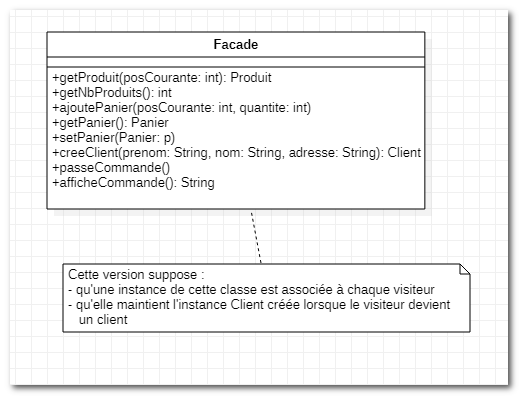 Facade
+getProduit(posCourante: int): Produit
+getNbProduits(): int
+ajoutePanier(posCourante: int, quantite: int)
+getPanier(): Panier
+setPanier(Panier: p)
+creeClient(prenom: String, nom: String, adresse: String): Client
+passeCommande()
+afficheCommande(): String
Cette version suppose :
- qu'une instance de cette classe est associée à chaque visiteur
- qu'elle maintient l'instance Client créée lorsque le visiteur devient
un client